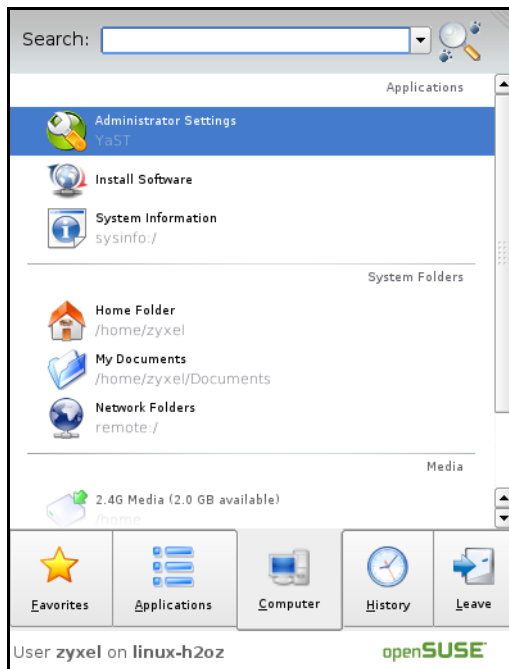 Search:
Applications
Administrator Settings
YaST
Install Software
System Information
sysinfo:/
System Folders
Home Folder
/home/zyxel
My Documents
/home/zyxel/Documents
Network Folders
remote:/
Media
2.4G Media (2.0 GB available)
/home
Favorites
Applications
Computer
History
Leave
User zyxel on linux-h2oz
openSUSE